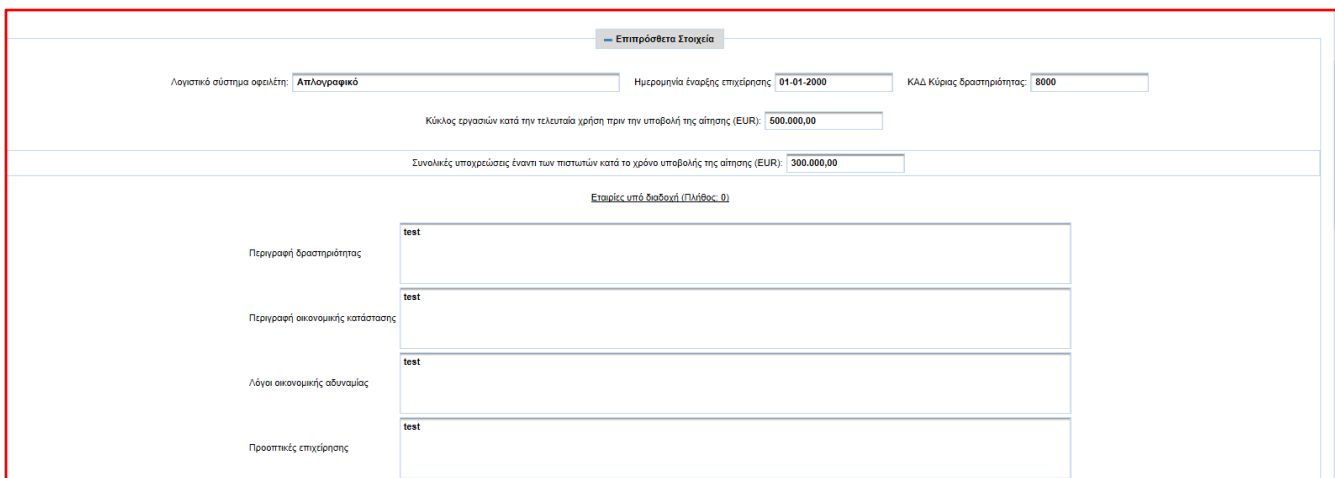 Επιπρόσθετα Στοιχεία
Λογιστικό σύστημα οφειλέτη: Απλογραφικό Ημερομηνία έναρξης επιχείρησης 01-01-2000 ΚΑΔ Κύριας δραστηριότητας: 8000
Κύκλος εργασιών κατά την τελευταία χρήση πριν την υποβολή της αίτησης (EUR): 500.000,00
Συνολικές υποχρεώσεις έναντι των πιστωτών κατά το χρόνο υποβολής της αίτησης (EUR): 300.000,00
Εταιρίες υπό διαδοχή (Πλήθος: 0)
test
Περιγραφή δραστηριότητας
test
Περιγραφή οικονομικής κατάστασης
test
Λόγοι οικονομικής αδυναμίας
test
Προοπτικές επιχείρησης